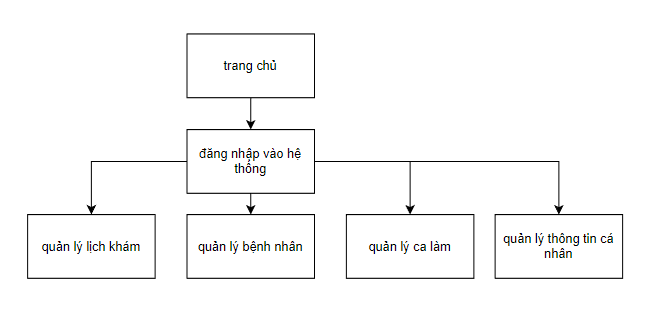 trang chủ
đăng nhập vào hệ
thống
quản lý lịch khám
quản lý bệnh nhân
quản lý ca làm
quản lý thông tin cá
nhân